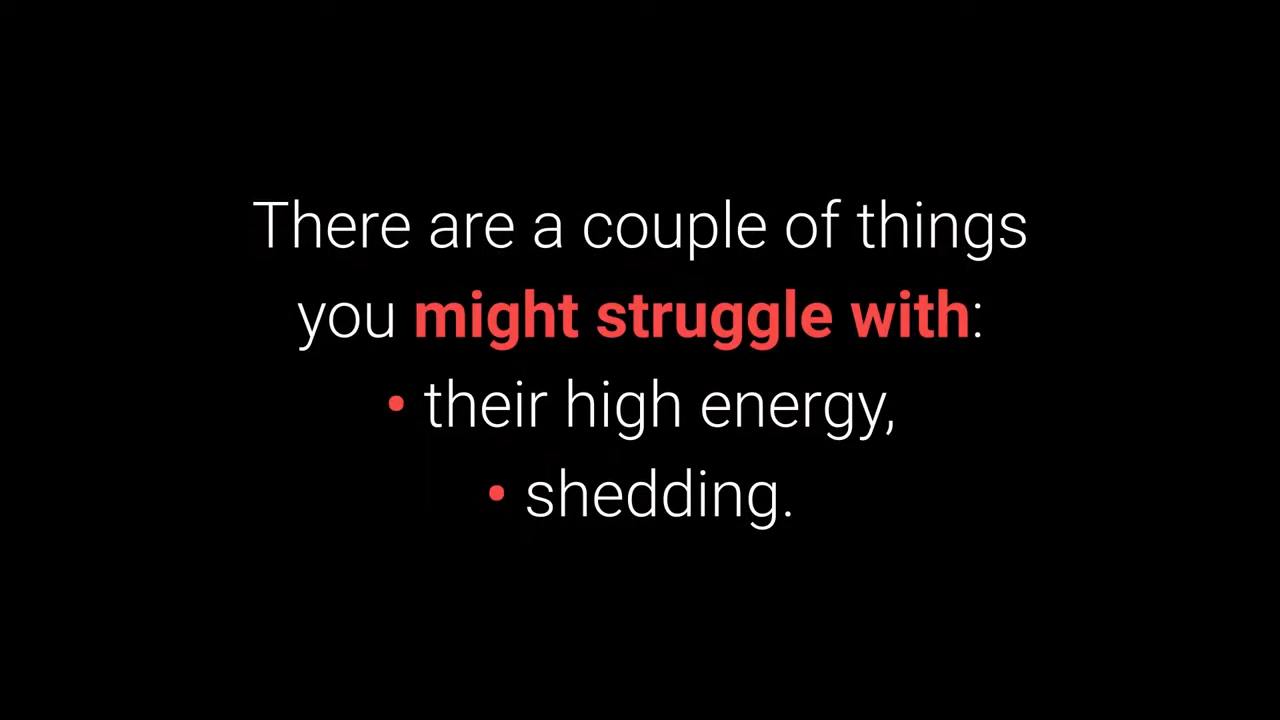 There are a couple of things
you might struggle with:
• their high energy,
• shedding.